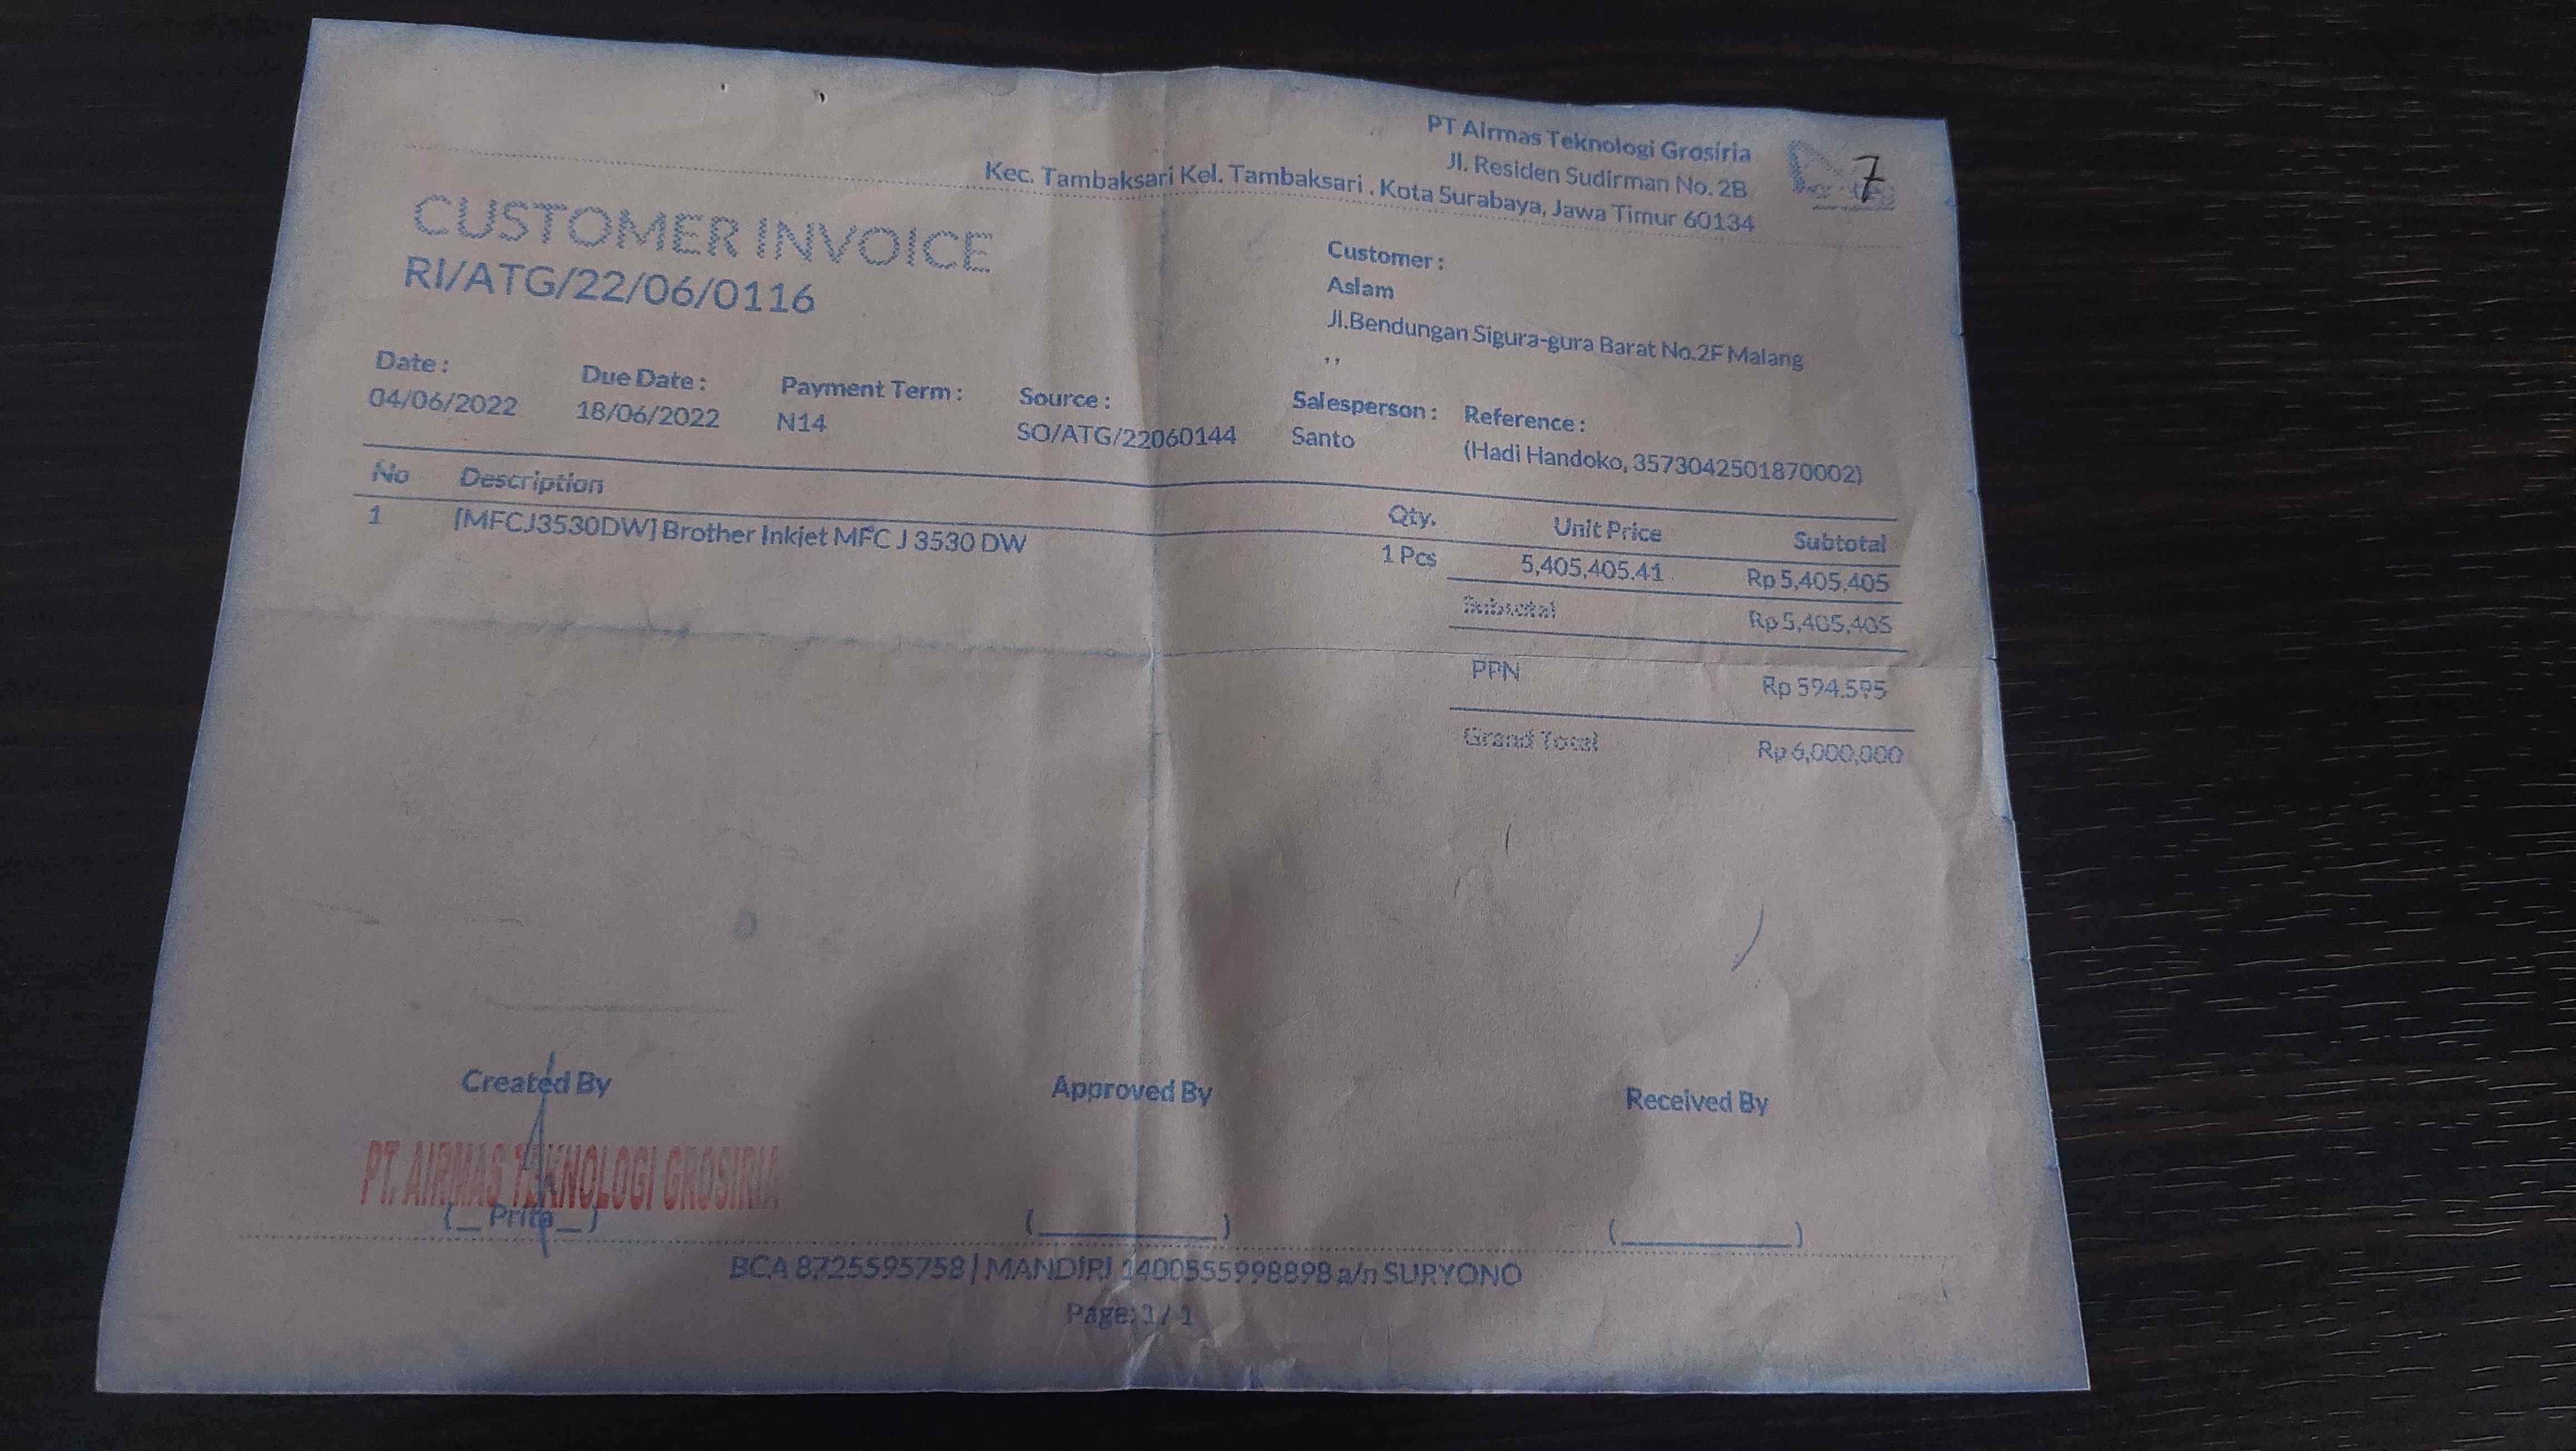 PT Airmas Teknologi Grosiria
Jl. Residen Sudirman No. 2B
Kec. Tambaksari Kel. Tambaksari . Kota Surabaya, Jawa Timur 60134
7
CUSTOMER INVOICE
RI/ATG/22/06/0116
Customer :
Aslam
Jl.Bendungan Sigura-gura Barat No.2F Malang
, ,
Date : Due Date : Payment Term : Source : Salesperson : Reference :
04/06/2022 18/06/2022 N14 SO/ATG/22060144 Santo (Hadi Handoko, 3573042501870002)
No Description Qty. Unit Price Subtotal
1 [MFCJ3530DW] Brother Inkjet MFC J 3530 DW 1 Pcs 5,405,405.41 Rp 5,405,405
Subtotal Rp 5,405,405
PPN Rp 594,595
Grand Total Rp 6,000,000
Created By Approved By Received By
PT. AIRMAS TEKNOLOGI GROSIRIA
(__ Prita__) (____________) (____________)
BCA 8725595758 | MANDIRI 1400555998898 a/n SURYONO
Page: 1 / 1